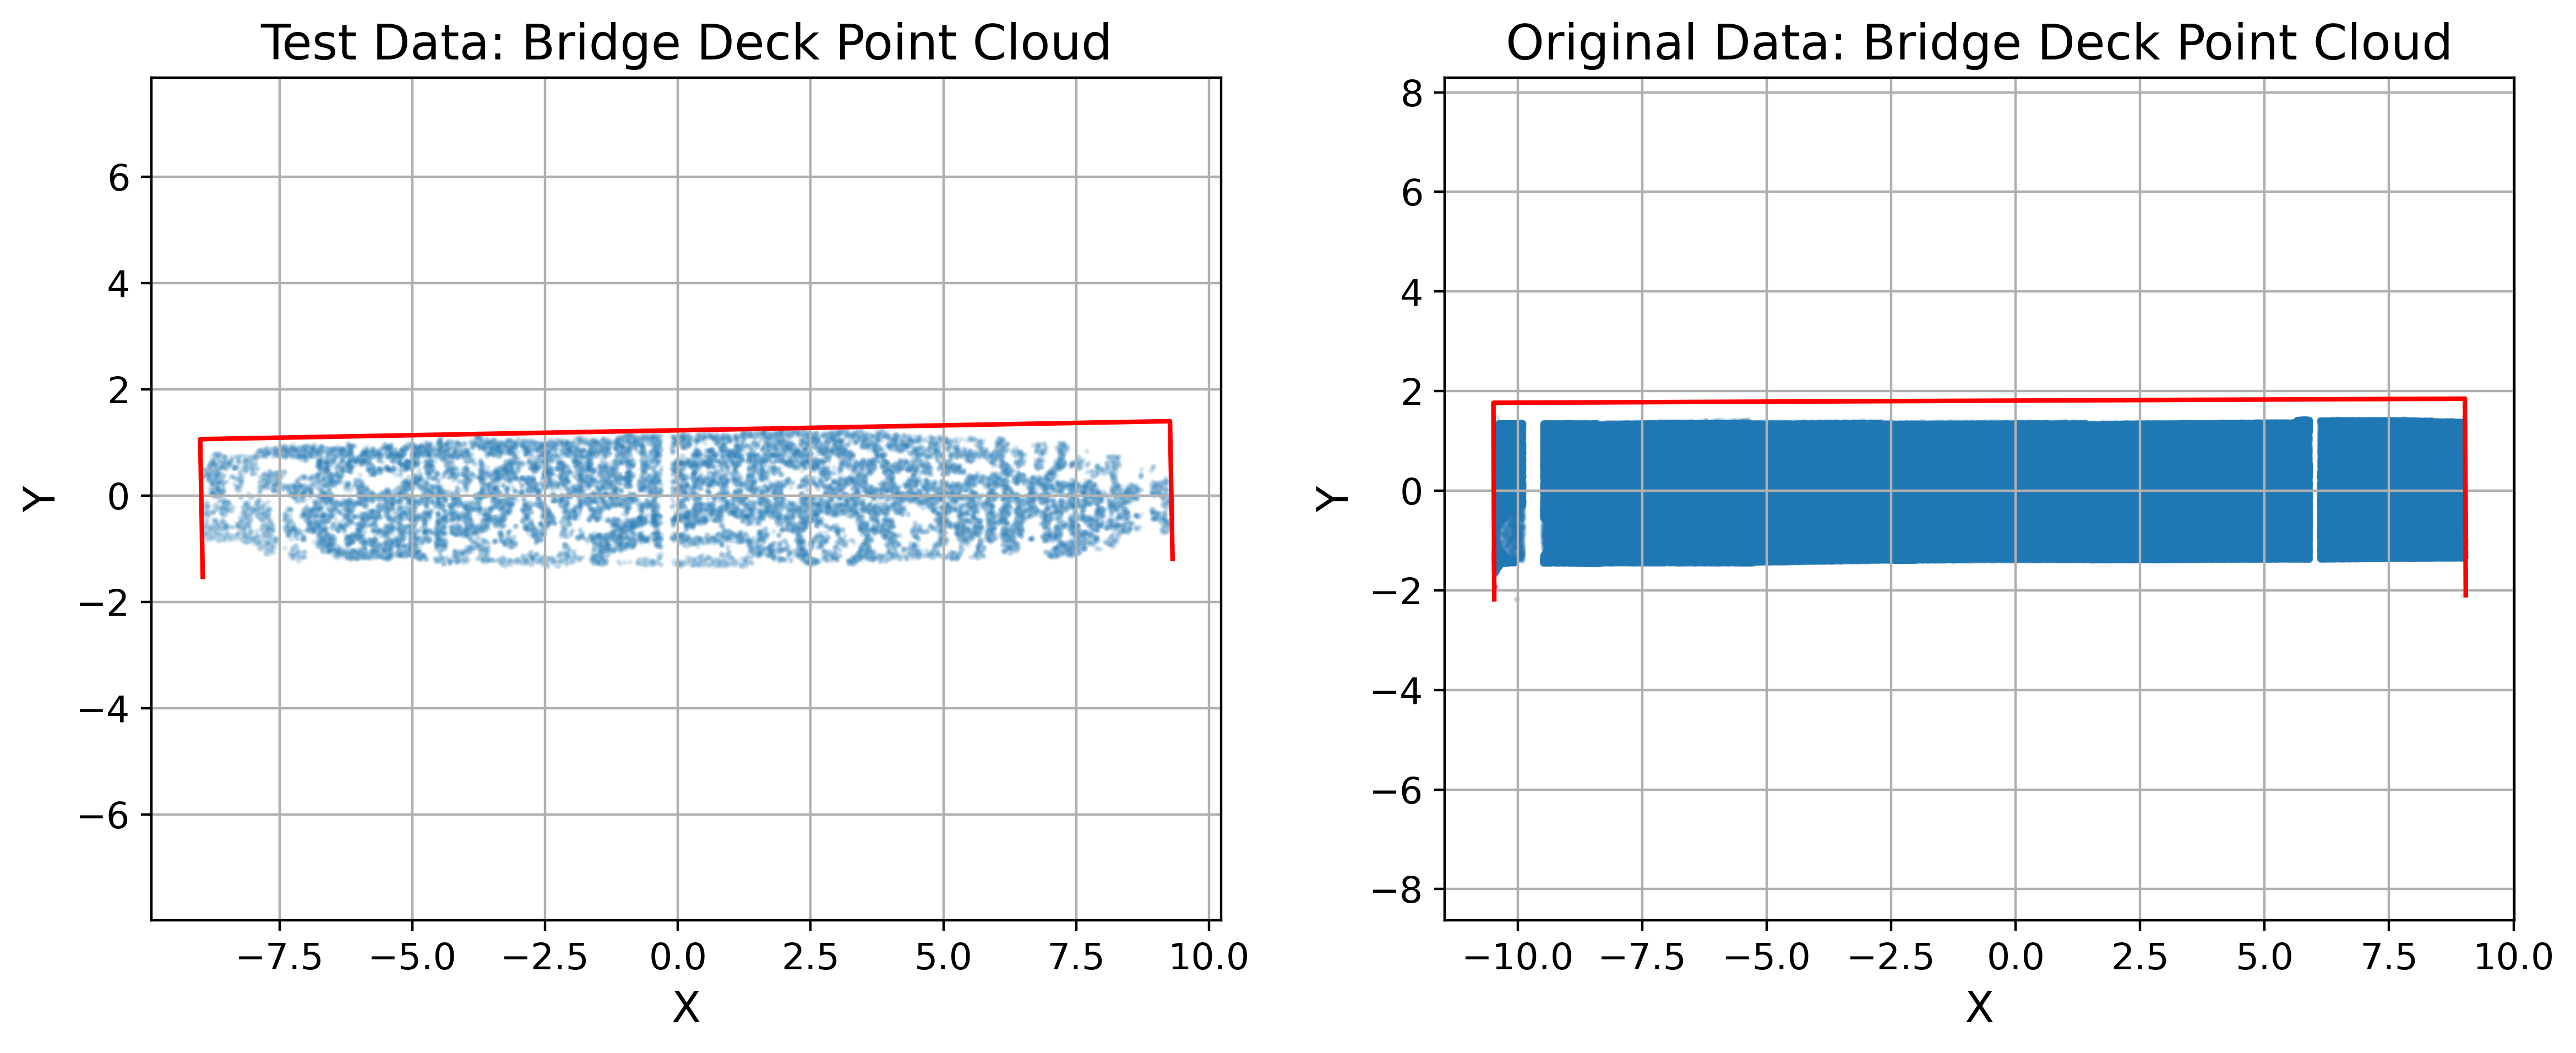 Test Data: Bridge Deck Point Cloud
6
4
2
0
−2
−4
−6
Y
−7.5 −5.0 −2.5 0.0 2.5 5.0 7.5 10.0
X
Original Data: Bridge Deck Point Cloud
8
6
4
2
0
−2
−4
−6
−8
Y
−10.0 −7.5 −5.0 −2.5 0.0 2.5 5.0 7.5 10.0
X